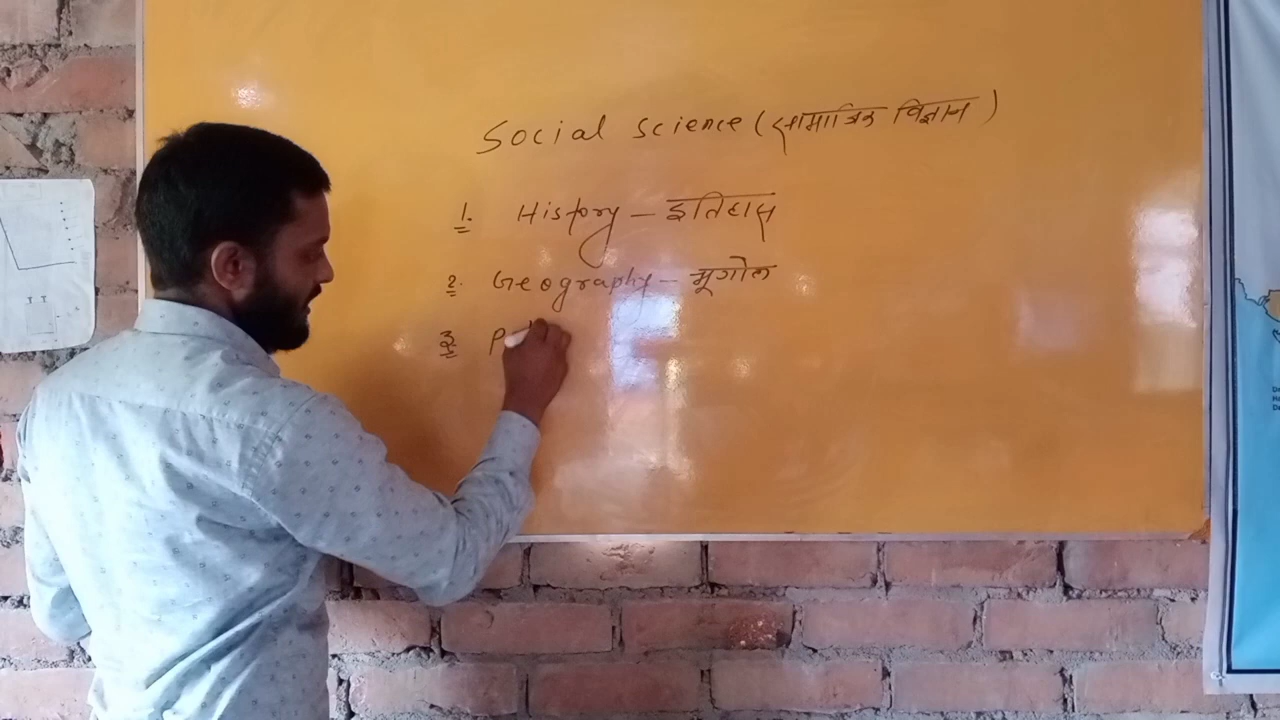 Social Science (सामाजिक विज्ञान)
1. History – इतिहास
2. Geography – भूगोल
3. P